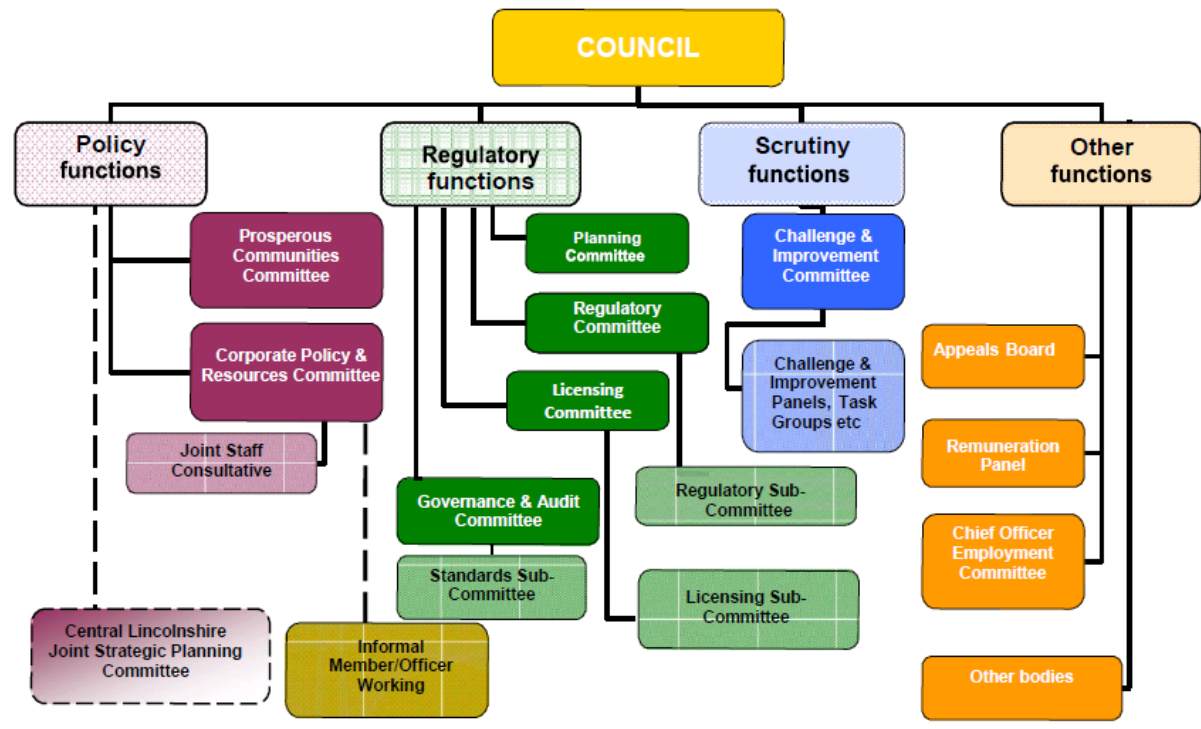 COUNCIL
Policy
functions
Regulatory
functions
Scrutiny
functions
Other
functions
Prosperous
Communities
Committee
Corporate Policy &
Resources Committee
Joint Staff
Consultative
Central Lincolnshire
Joint Strategic Planning
Committee
Informal
Member/Officer
Working
Planning
Committee
Regulatory
Committee
Licensing
Committee
Governance & Audit
Committee
Standards Sub-
Committee
Regulatory Sub-
Committee
Licensing Sub-
Committee
Challenge &
Improvement
Committee
Challenge &
Improvement
Panels, Task
Groups etc
Appeals Board
Remuneration
Panel
Chief Officer
Employment
Committee
Other bodies